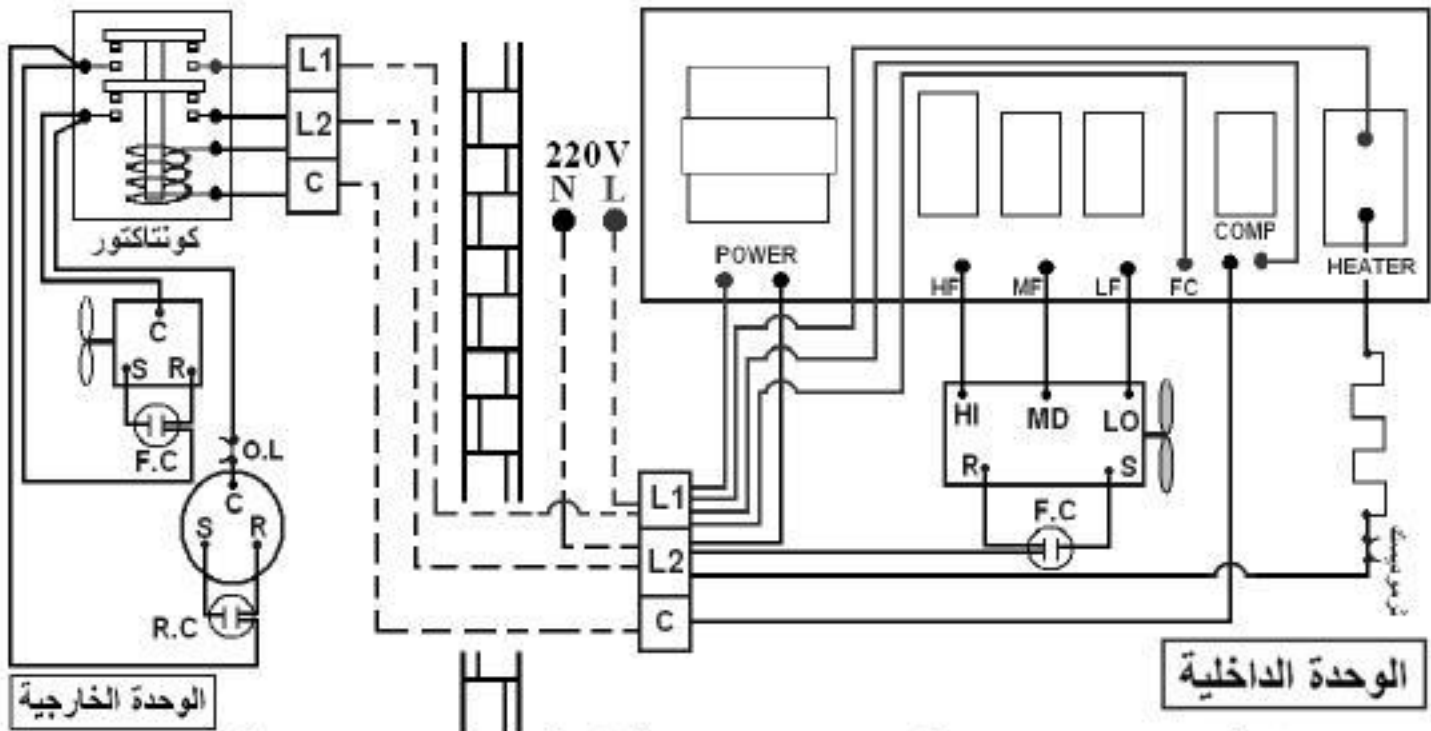 L1
L2
C
كونتاكتور
C
S R
F.C
O.L
C
S R
R.C
الوحدة الخارجية
220V
N L
POWER
HF MF LF FC
COMP
HEATER
HI MD LO
R S
F.C
L1
L2
C
ترموديسك
الوحدة الداخلية